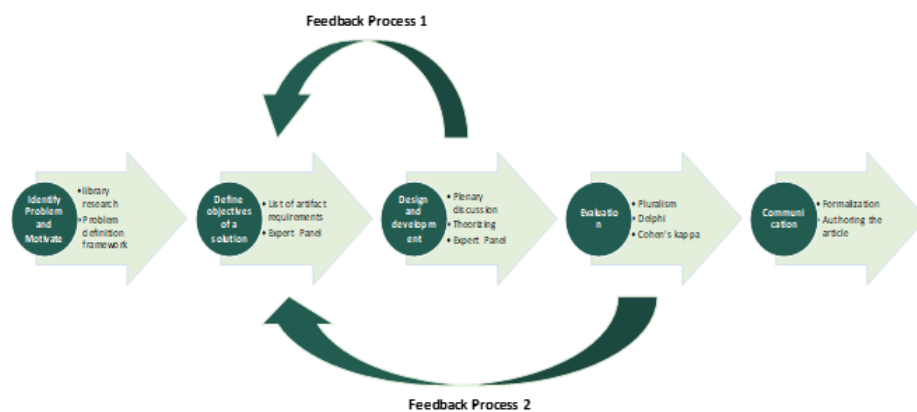 Feedback Process 1
Identify
Problem
and
Motivate
•library
research
•Problem
definition
framework
Define
objectives
of a
solution
•List of artifact
requirements
•Expert Panel
Design
and
developm
ent
•Plenary
discussion
•Theorizing
•Expert Panel
Evaluatio
n
•Pluralism
•Delphi
•Cohen's kappa
Communi
cation
•Formalization
•Authoring the
article
Feedback Process 2